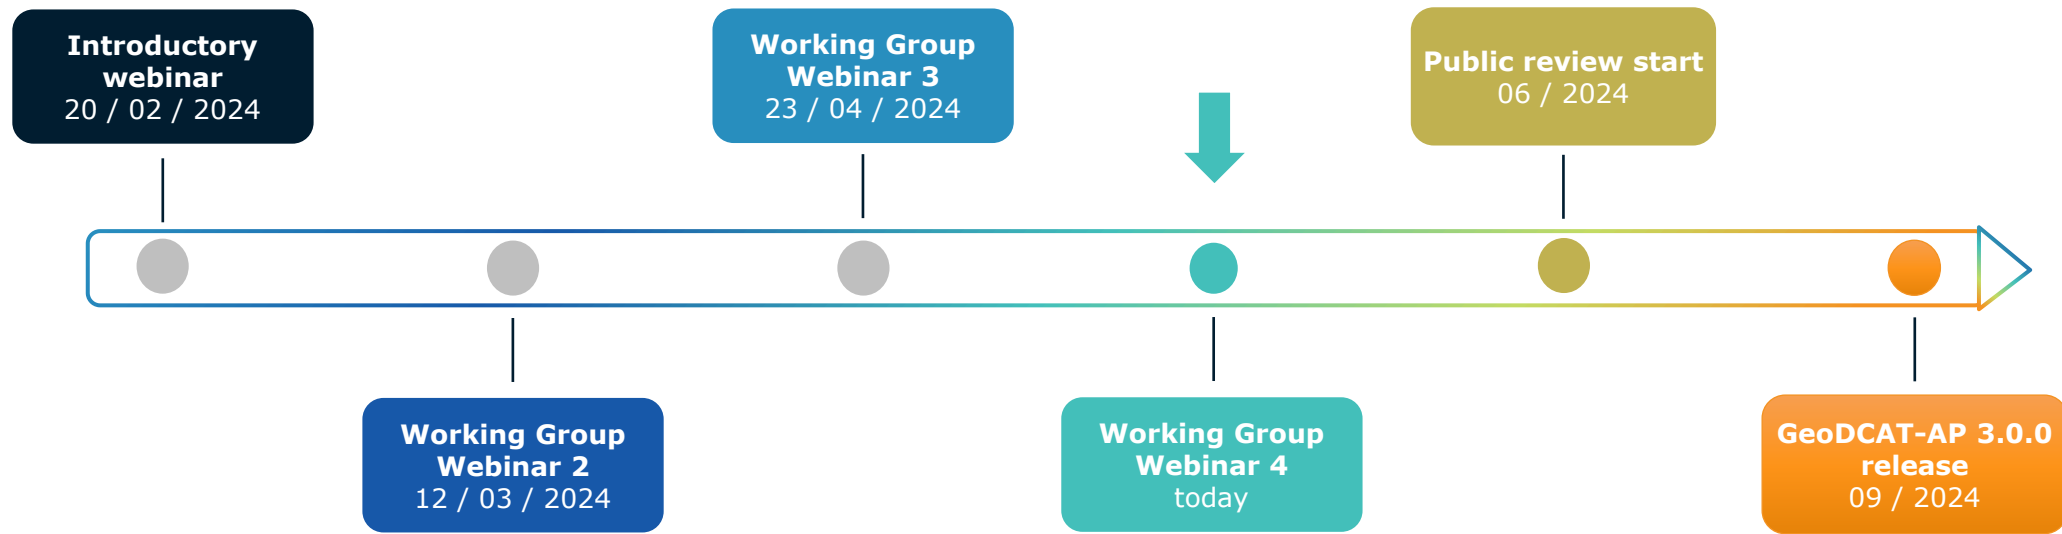 Introductory
webinar
20 / 02 / 2024
Working Group
Webinar 3
23 / 04 / 2024
Public review start
06 / 2024
Working Group
Webinar 2
12 / 03 / 2024
Working Group
Webinar 4
today
GeoDCAT-AP 3.0.0
release
09 / 2024